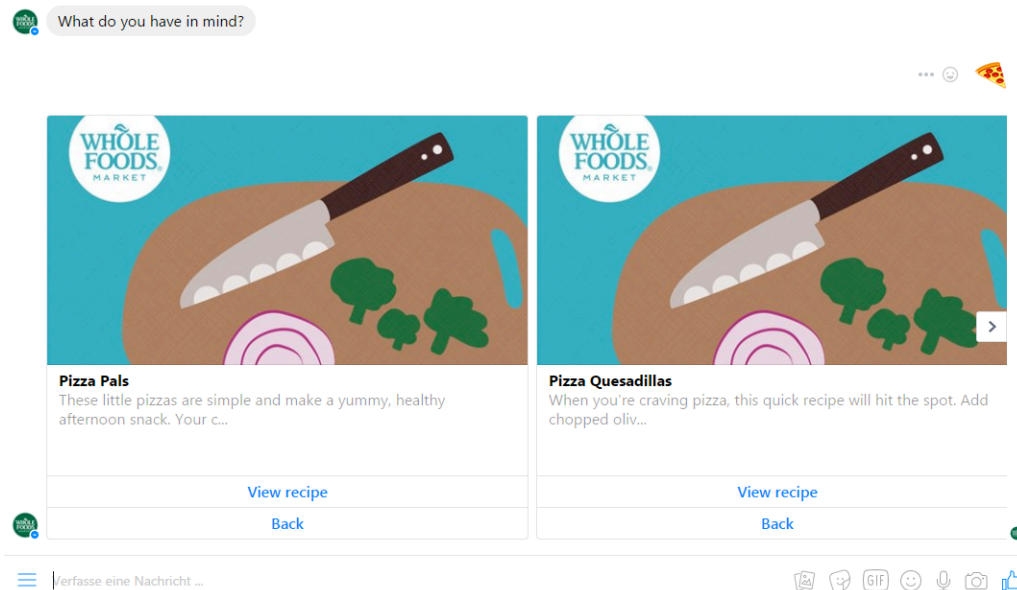 What do you have in mind?
WHOLE
FOODS®
MARKET
WHOLE
FOODS®
MARKET
Pizza Pals
These little pizzas are simple and make a yummy, healthy
afternoon snack. Your c...
Pizza Quesadillas
When you're craving pizza, this quick recipe will hit the spot. Add
chopped oliv...
View recipe
View recipe
Back
Back
Verfasse eine Nachricht ...
GIF